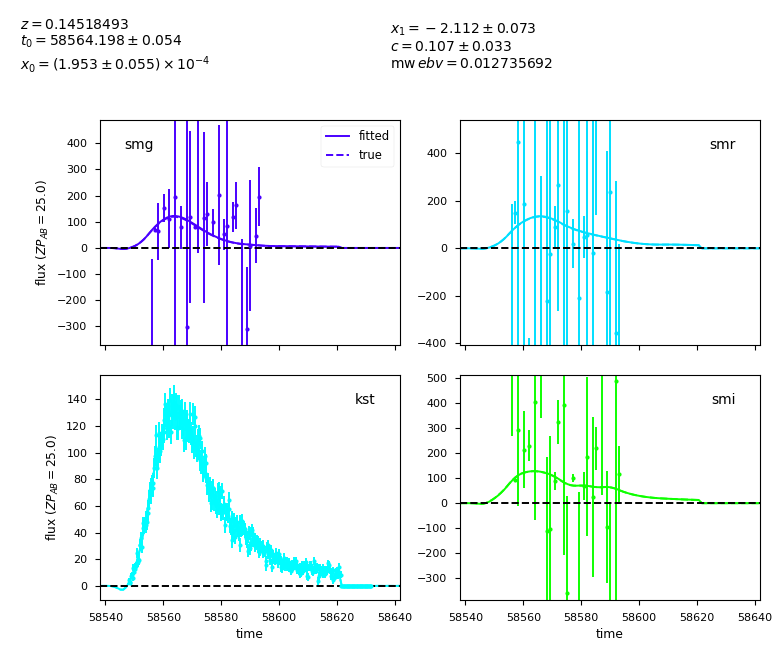 z = 0.14518493
t₀ = 58564.198 ± 0.054
x₀ = (1.953 ± 0.055) × 10⁻⁴
x₁ = −2.112 ± 0.073
c = 0.107 ± 0.033
mw ebv = 0.012735692
smg
fitted
true
400
300
200
100
0
−100
−200
−300
flux (ZP_AB = 25.0)
smr
400
200
0
−200
−400
kst
140
120
100
80
60
40
20
0
flux (ZP_AB = 25.0)
58540
58560
58580
58600
58620
58640
time
smi
500
400
300
200
100
0
−100
−200
−300
58540
58560
58580
58600
58620
58640
time